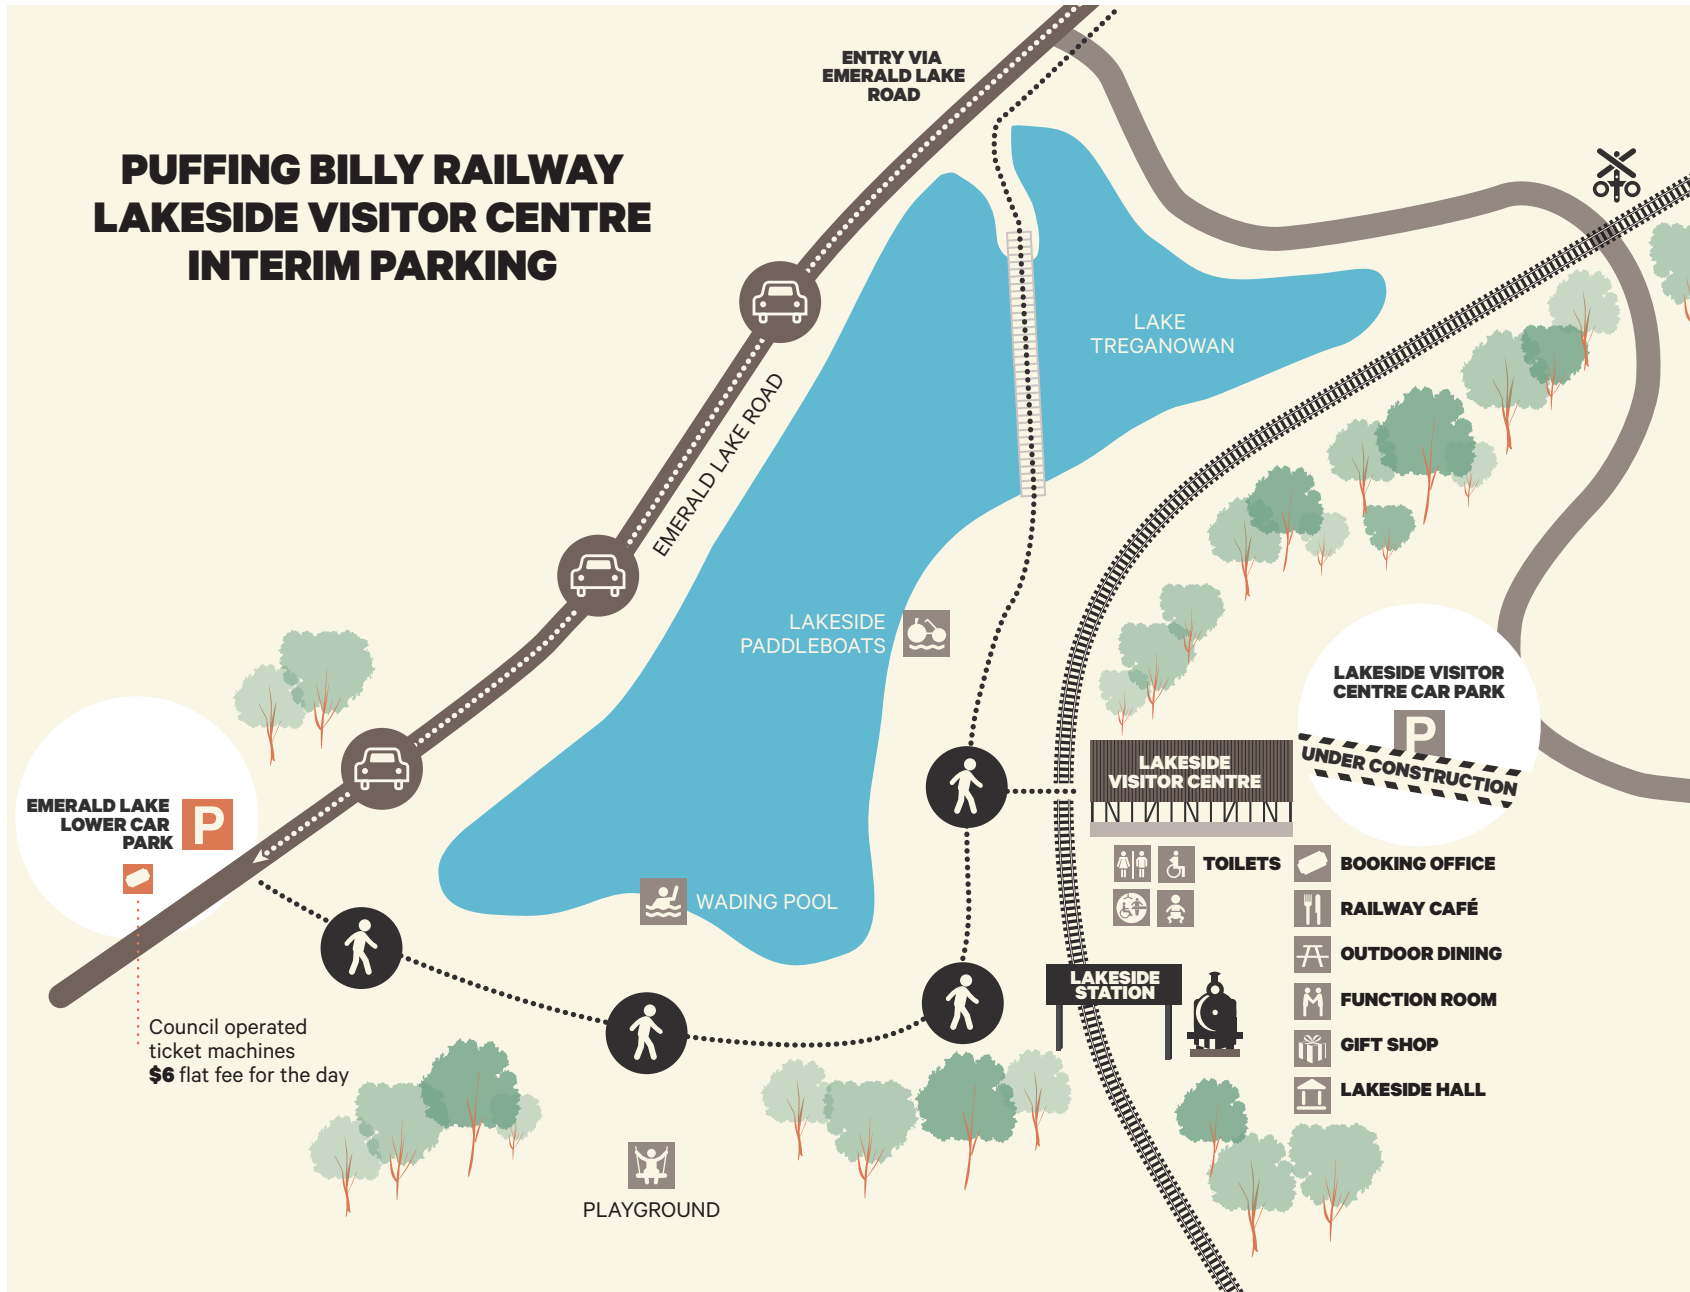 ENTRY VIA
EMERALD LAKE
ROAD
PUFFING BILLY RAILWAY
LAKESIDE VISITOR CENTRE
INTERIM PARKING
LAKE
TREGANOWAN
EMERALD LAKE ROAD
LAKESIDE
PADDLEBOATS
LAKESIDE VISITOR
CENTRE CAR PARK
P
UNDER CONSTRUCTION
LAKESIDE
VISITOR CENTRE
EMERALD LAKE
LOWER CAR
PARK
P
TOILETS
BOOKING OFFICE
WADING POOL
RAILWAY CAFÉ
OUTDOOR DINING
LAKESIDE
STATION
FUNCTION ROOM
GIFT SHOP
LAKESIDE HALL
Council operated
ticket machines
$6 flat fee for the day
PLAYGROUND